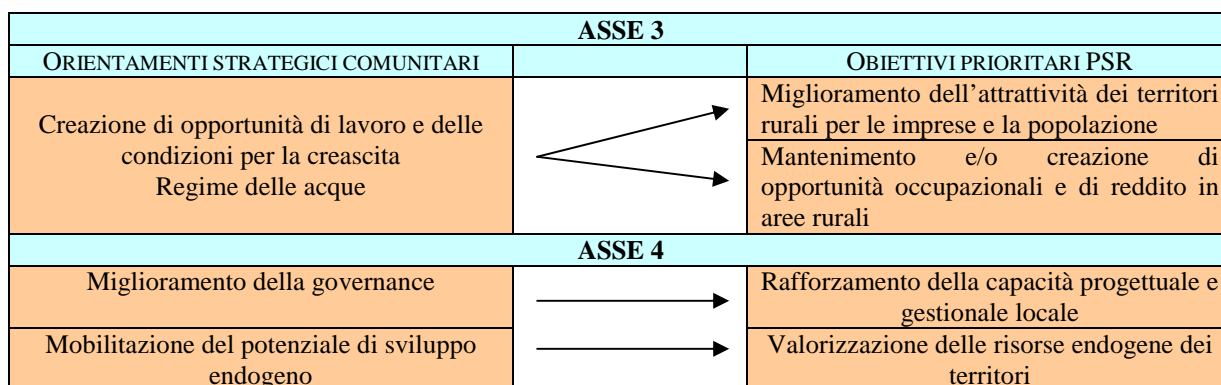 ASSE 3
ORIENTAMENTI STRATEGICI COMUNITARI
OBIETTIVI PRIORITARI PSR
Creazione di opportunità di lavoro e delle
condizioni per la creascita
Regime delle acque
Miglioramento dell’attrattività dei territori
rurali per le imprese e la popolazione
Mantenimento e/o creazione di
opportunità occupazionali e di reddito in
aree rurali
ASSE 4
Miglioramento della governance
Rafforzamento della capacità progettuale e
gestionale locale
Mobilitazione del potenziale di sviluppo
endogeno
Valorizzazione delle risorse endogene dei
territori